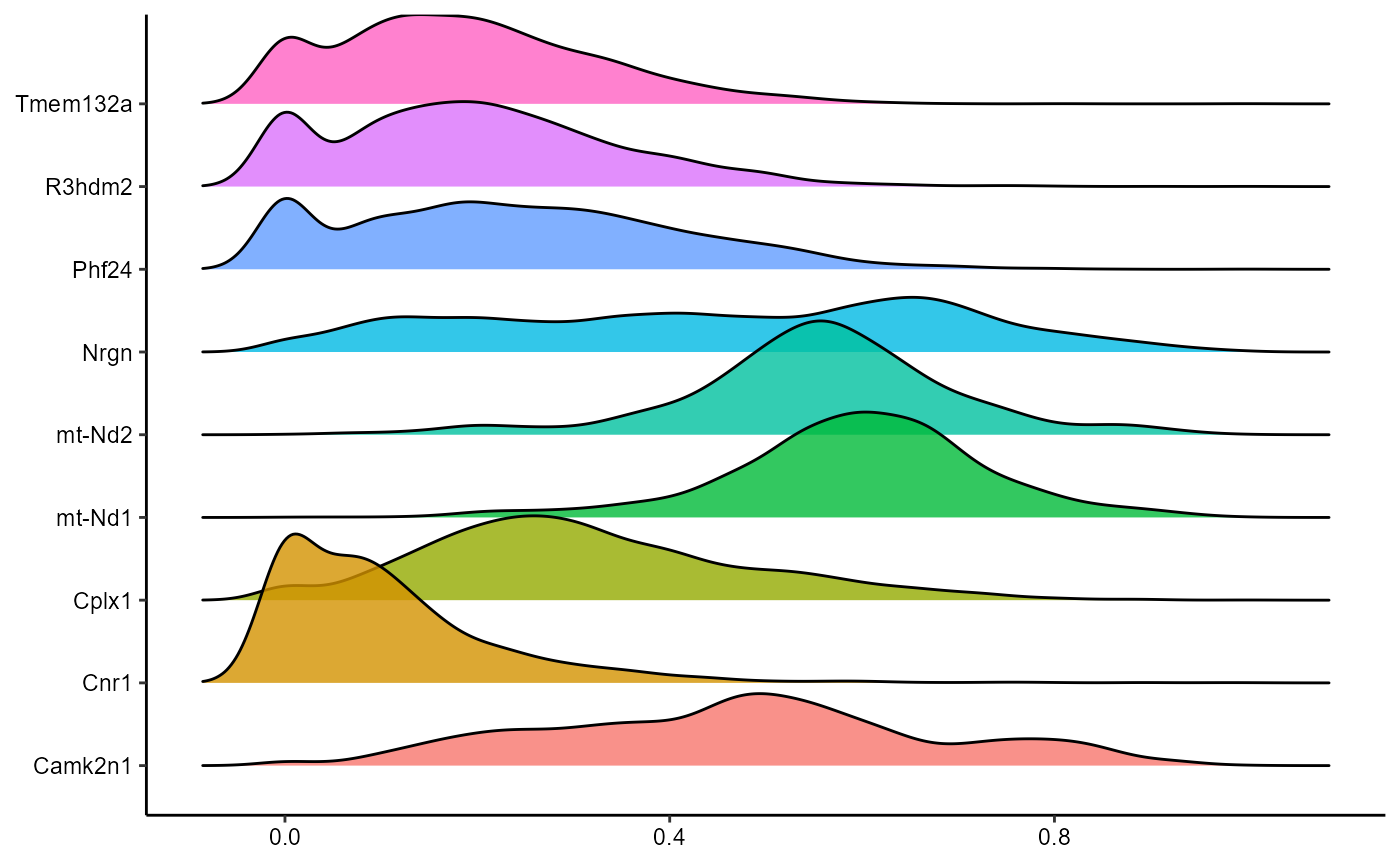 Tmem132a
R3hdm2
Phf24
Nrgn
mt-Nd2
mt-Nd1
Cplx1
Cnr1
Camk2n1
0.0 0.4 0.8